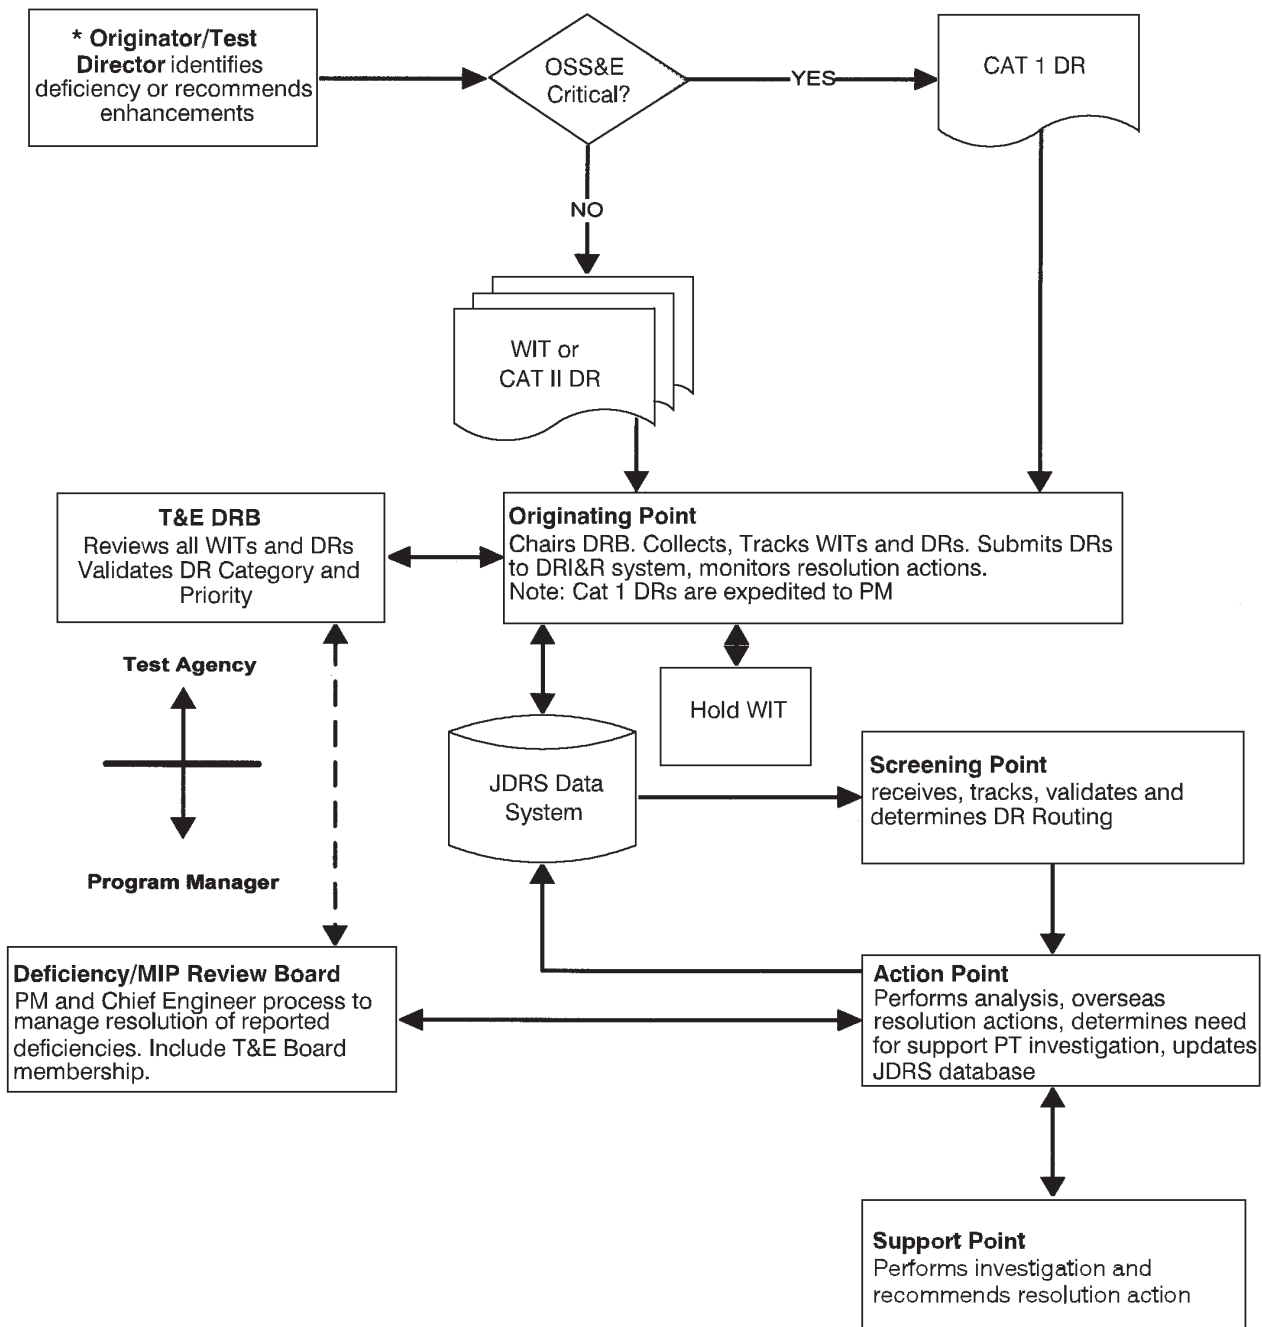 * Originator/Test
Director identifies
deficiency or recommends
enhancements
OSS&E
Critical?
YES
CAT 1 DR
NO
WIT or
CAT II DR
T&E DRB
Reviews all WITs and DRs
Validates DR Category and
Priority
Originating Point
Chairs DRB. Collects, Tracks WITs and DRs. Submits DRs
to DRI&R system, monitors resolution actions.
Note: Cat 1 DRs are expedited to PM
Test Agency
Program Manager
Hold WIT
JDRS Data
System
Screening Point
receives, tracks, validates and
determines DR Routing
Deficiency/MIP Review Board
PM and Chief Engineer process to
manage resolution of reported
deficiencies. Include T&E Board
membership.
Action Point
Performs analysis, overseas
resolution actions, determines need
for support PT investigation, updates
JDRS database
Support Point
Performs investigation and
recommends resolution action